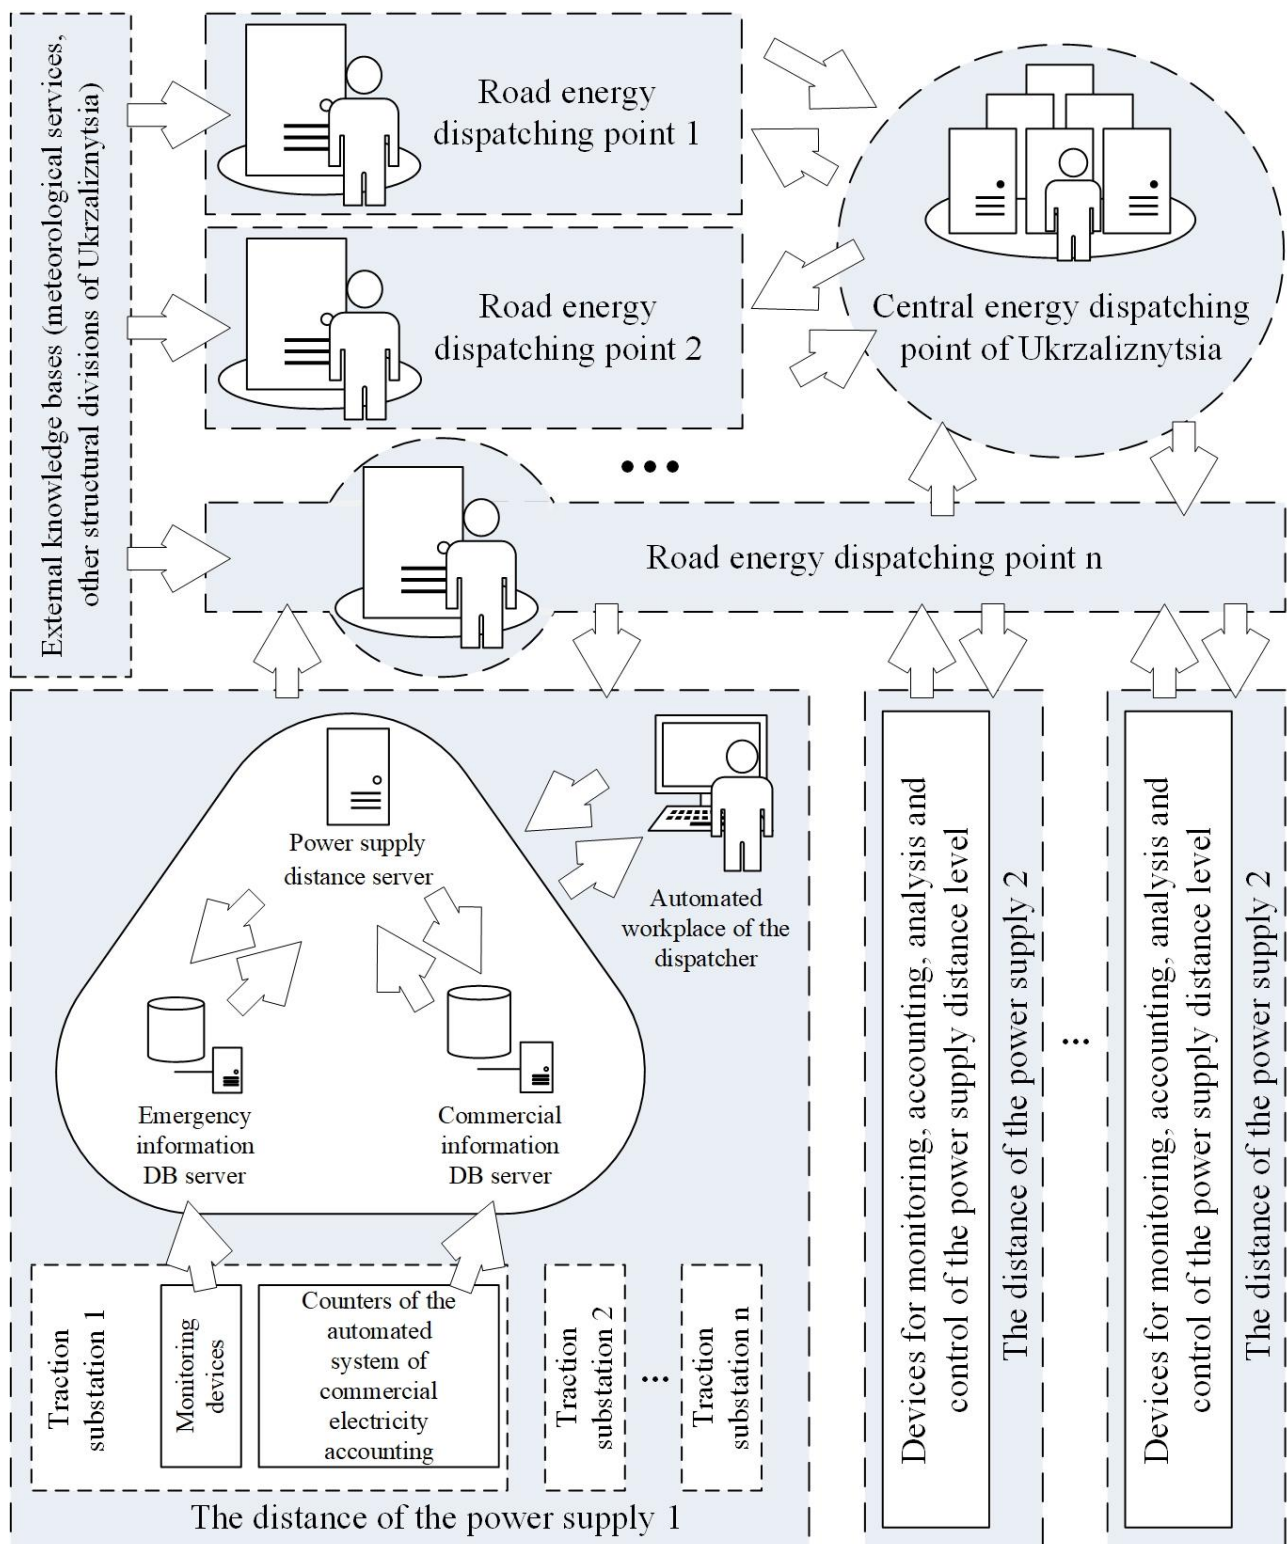 External knowledge bases (meteorological services,
other structural divisions of Ukrzaliznytsia)
Road energy
dispatching point 1
Road energy
dispatching point 2
Central energy dispatching
point of Ukrzaliznytsia
•••
Road energy dispatching point n
Power supply
distance server
Automated
workplace of the
dispatcher
Emergency
information
DB server
Commercial
information
DB server
Traction
substation 1
Monitoring
devices
Counters of the
automated
system of
commercial
electricity
accounting
Traction
substation 2
...
Traction
substation n
The distance of the power supply 1
Devices for monitoring, accounting, analysis and
control of the power supply distance level
The distance of the power supply 2
...
Devices for monitoring, accounting, analysis and
control of the power supply distance level
The distance of the power supply 2